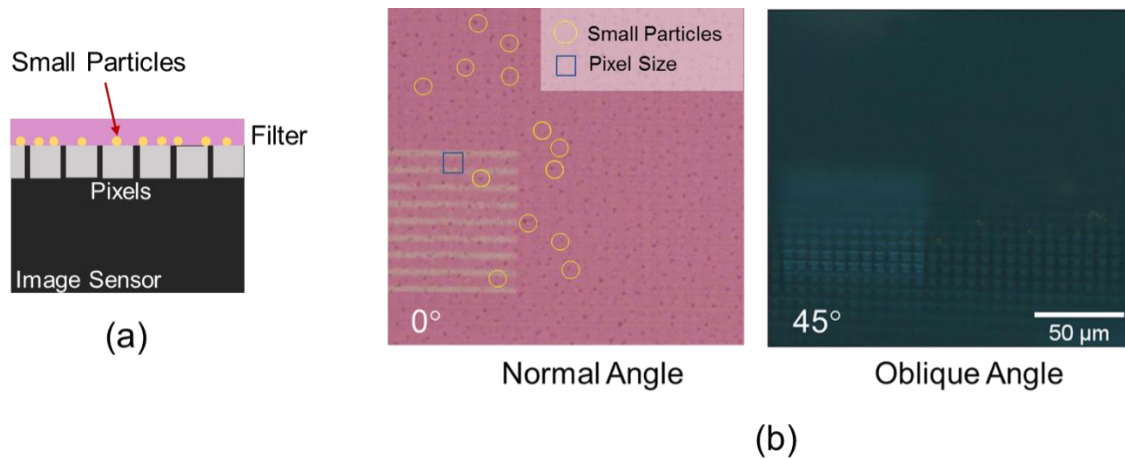 Small Particles
Filter
Pixels
Image Sensor
(a)
Small Particles
Pixel Size
0°
45°
50 µm
Normal Angle
Oblique Angle
(b)